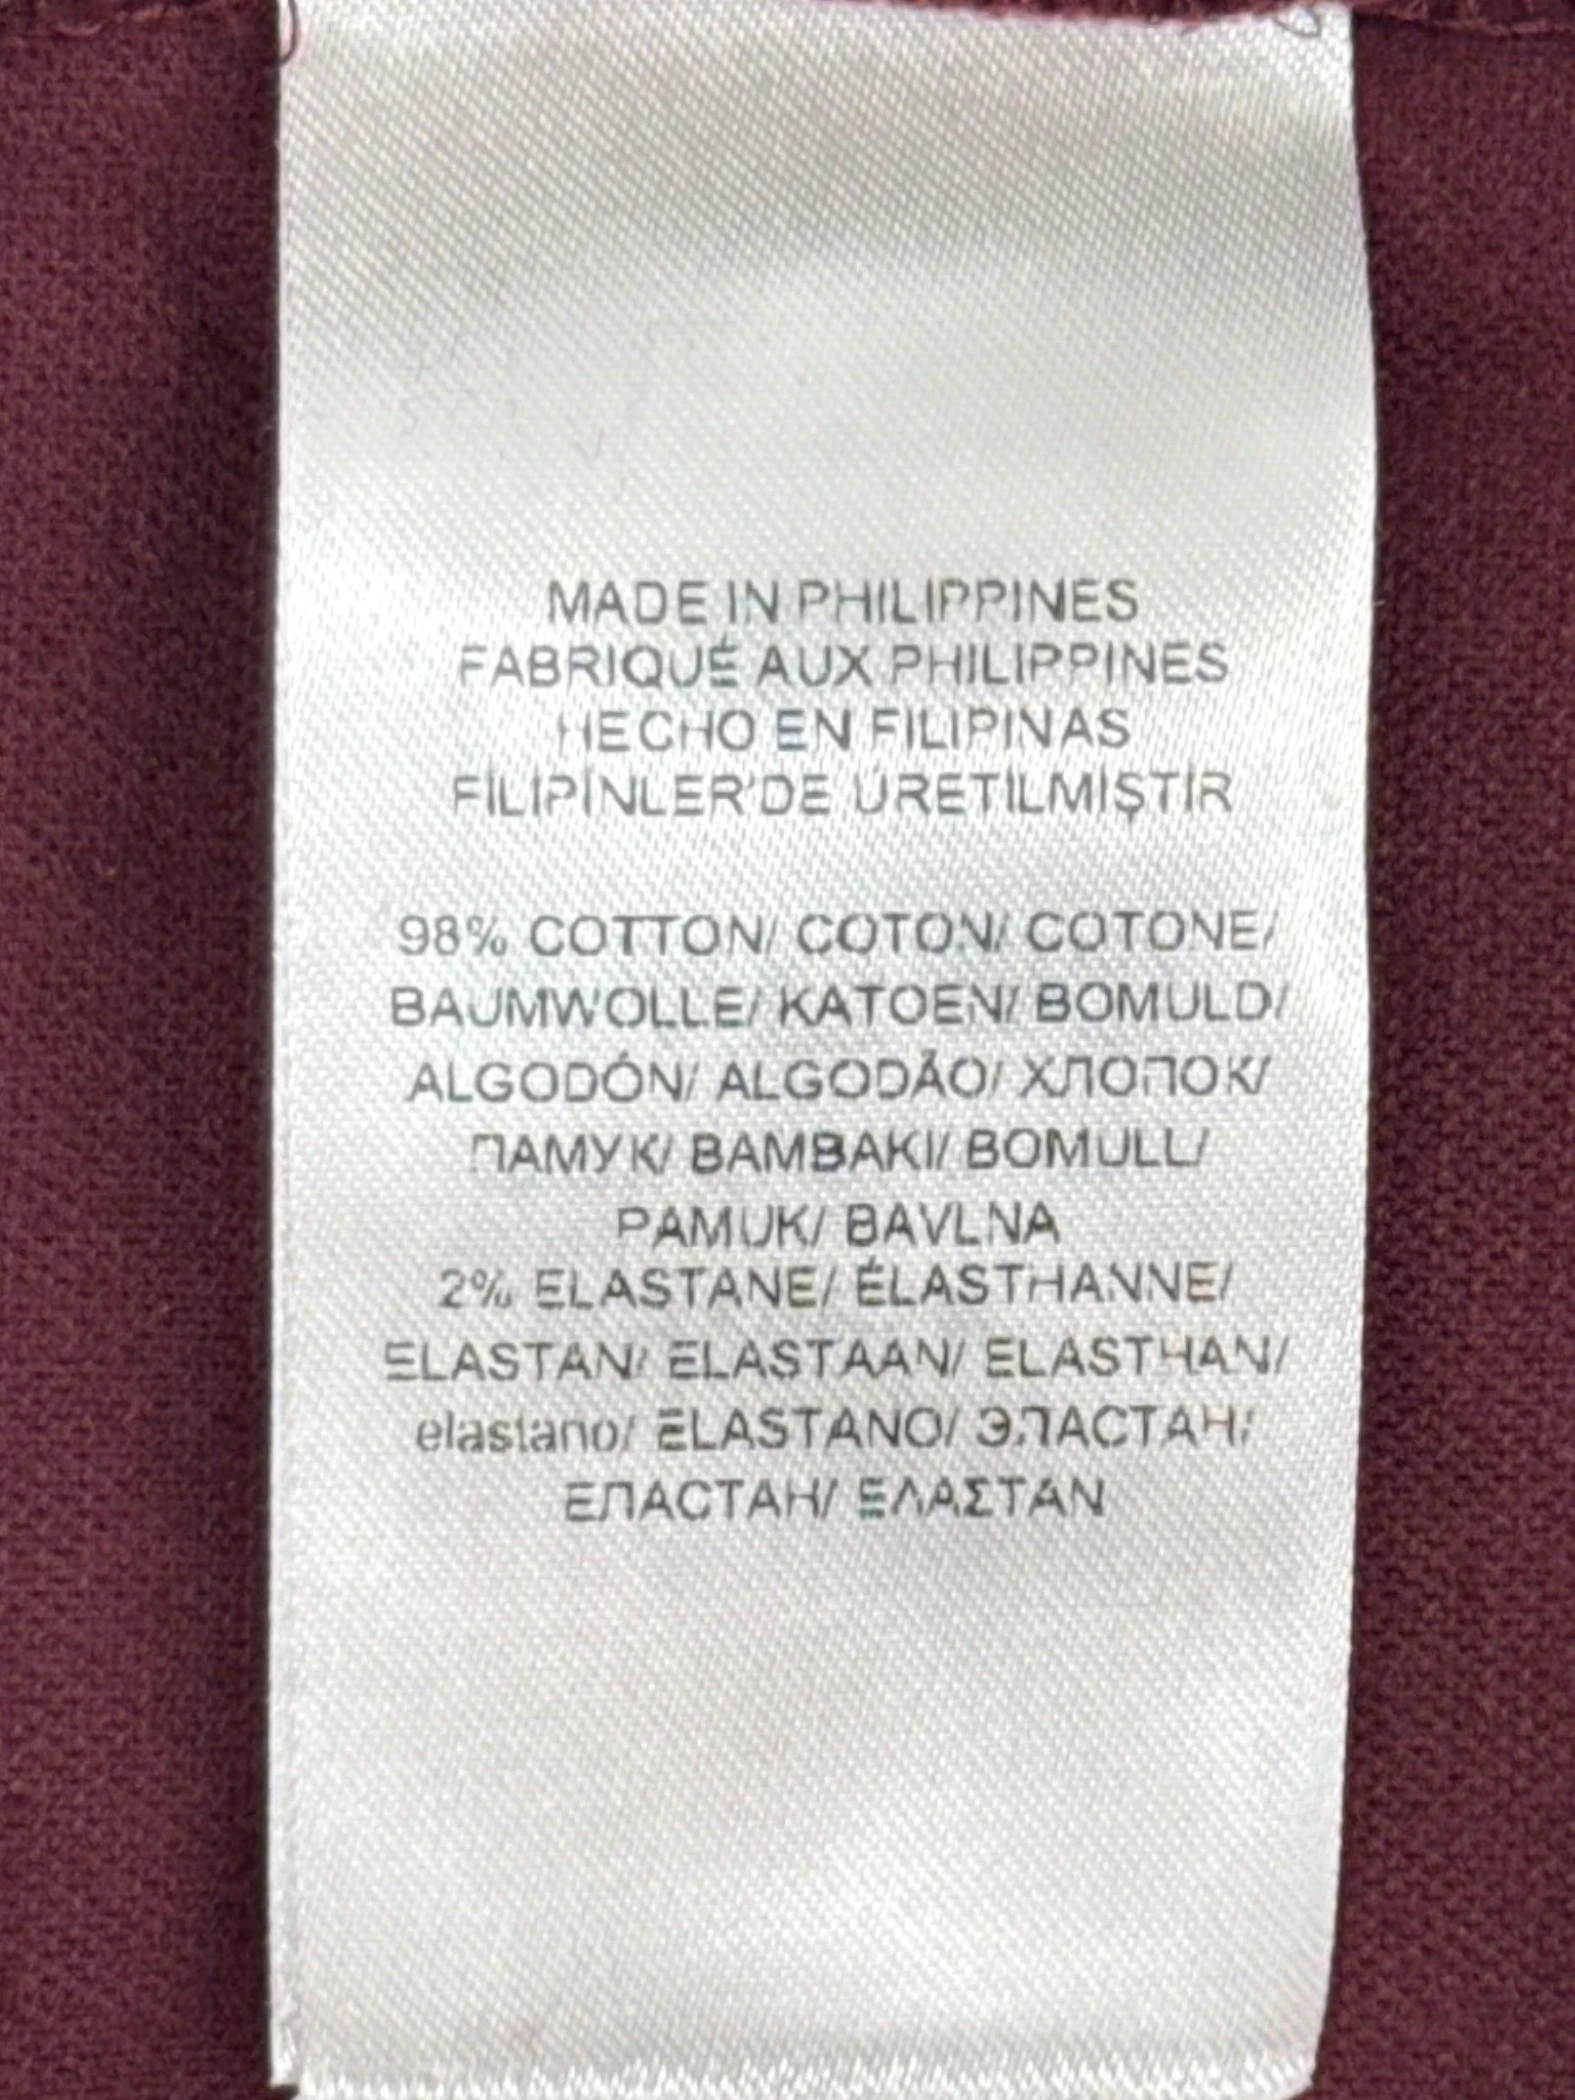 MADE IN PHILIPPINES
FABRIQUÉ AUX PHILIPPINES
HECHO EN FILIPINAS
FİLİPİNLER'DE ÜRETİLMİŞTİR
98% COTTON/ COTON/ COTONE/
BAUMWOLLE/ KATOEN/ BOMULD/
ALGODÓN/ ALGODÃO/ ХЛОПОК/
ПАМУК/ ΒΑΜΒΑΚΙ/ BOMULL/
PAMUK/ BAVLNA
2% ELASTANE/ ÉLASTHANNE/
ELASTAN/ ELASTAAN/ ELASTHAN/
elastano/ ELASTANO/ ЭЛАСТАН/
ЕЛАСТАН/ ΕΛΑΣΤΑΝ